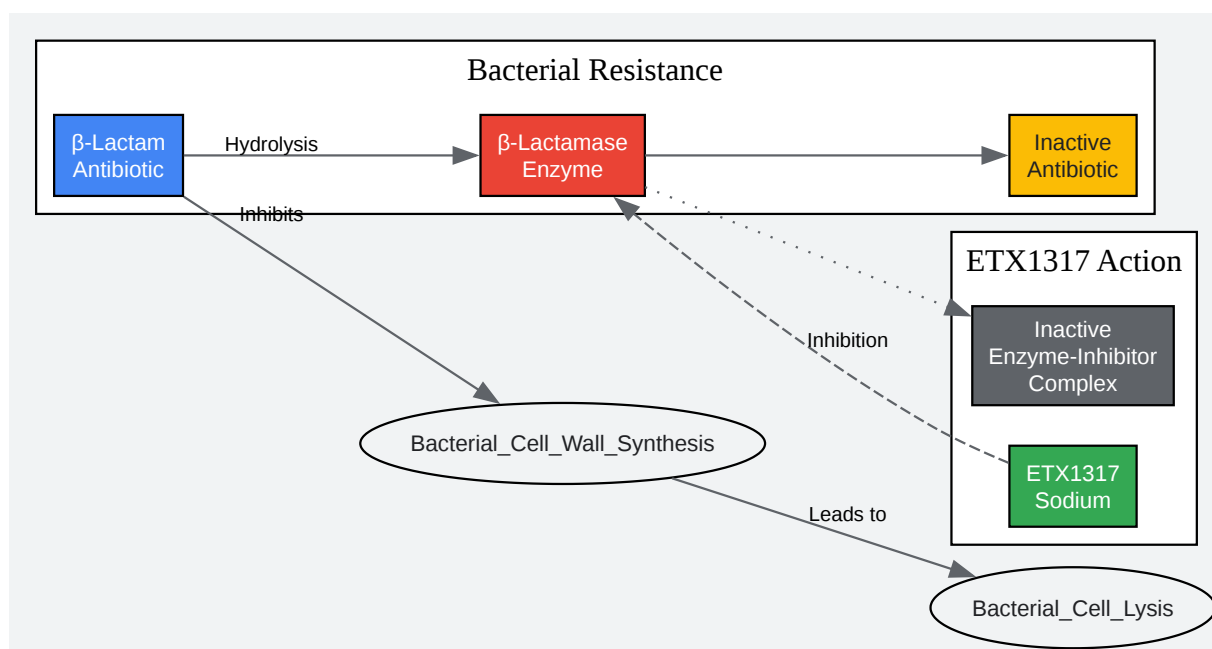 Bacterial Resistance
β-Lactam
Antibiotic
Hydrolysis
β-Lactamase
Enzyme
Inactive
Antibiotic
Inhibits
ETX1317 Action
Inactive
Enzyme-Inhibitor
Complex
Inhibition
Bacterial_Cell_Wall_Synthesis
ETX1317
Sodium
Leads to
Bacterial_Cell_Lysis